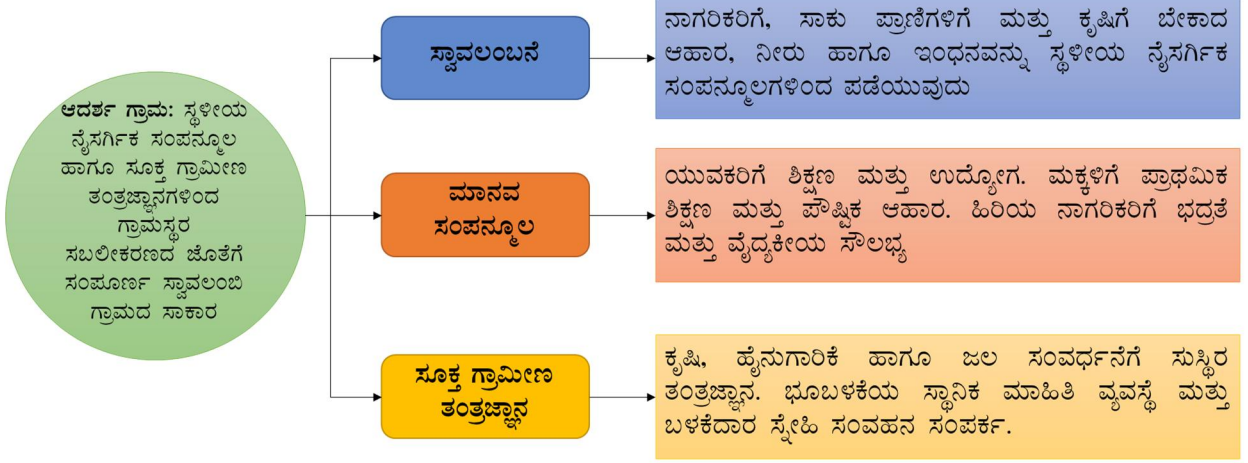 ಆದರ್ಶ ಗ್ರಾಮ: ಸ್ಥಳೀಯ
ನೈಸರ್ಗಿಕ ಸಂಪನ್ಮೂಲ
ಹಾಗೂ ಸೂಕ್ತ ಗ್ರಾಮೀಣ
ತಂತ್ರಜ್ಞಾನಗಳಿಂದ
ಗ್ರಾಮಸ್ಥರ
ಸಬಲೀಕರಣದ ಜೊತೆಗೆ
ಸಂಪೂರ್ಣ ಸ್ವಾವಲಂಬಿ
ಗ್ರಾಮದ ಸಾಕಾರ
ಸ್ವಾವಲಂಬನೆ
ನಾಗರಿಕರಿಗೆ, ಸಾಕು ಪ್ರಾಣಿಗಳಿಗೆ ಮತ್ತು ಕೃಷಿಗೆ ಬೇಕಾದ
ಆಹಾರ, ನೀರು ಹಾಗೂ ಇಂಧನವನ್ನು ಸ್ಥಳೀಯ ನೈಸರ್ಗಿಕ
ಸಂಪನ್ಮೂಲಗಳಿಂದ ಪಡೆಯುವುದು
ಮಾನವ
ಸಂಪನ್ಮೂಲ
ಯುವಕರಿಗೆ ಶಿಕ್ಷಣ ಮತ್ತು ಉದ್ಯೋಗ. ಮಕ್ಕಳಿಗೆ ಪ್ರಾಥಮಿಕ
ಶಿಕ್ಷಣ ಮತ್ತು ಪೌಷ್ಟಿಕ ಆಹಾರ. ಹಿರಿಯ ನಾಗರಿಕರಿಗೆ ಭದ್ರತೆ
ಮತ್ತು ವೈದ್ಯಕೀಯ ಸೌಲಭ್ಯ
ಸೂಕ್ತ ಗ್ರಾಮೀಣ
ತಂತ್ರಜ್ಞಾನ
ಕೃಷಿ, ಹೈನುಗಾರಿಕೆ ಹಾಗೂ ಜಲ ಸಂವರ್ಧನೆಗೆ ಸುಸ್ಥಿರ
ತಂತ್ರಜ್ಞಾನ. ಭೂಬಳಕೆಯ ಸ್ಥಾನಿಕ ಮಾಹಿತಿ ವ್ಯವಸ್ಥೆ ಮತ್ತು
ಬಳಕೆದಾರ ಸ್ನೇಹಿ ಸಂವಹನ ಸಂಪರ್ಕ.